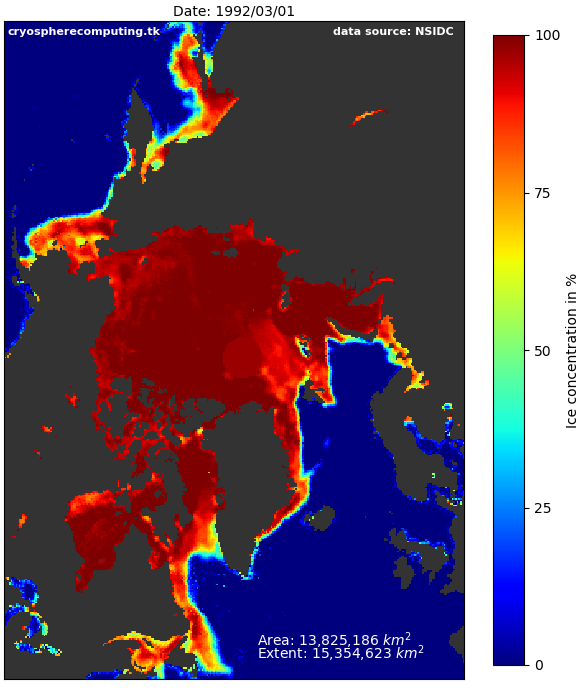 Date: 1992/03/01
cryospherecomputing.tk
data source: NSIDC
100
75
50
25
0
Ice concentration in %
Area: 13,825,186 km²
Extent: 15,354,623 km²